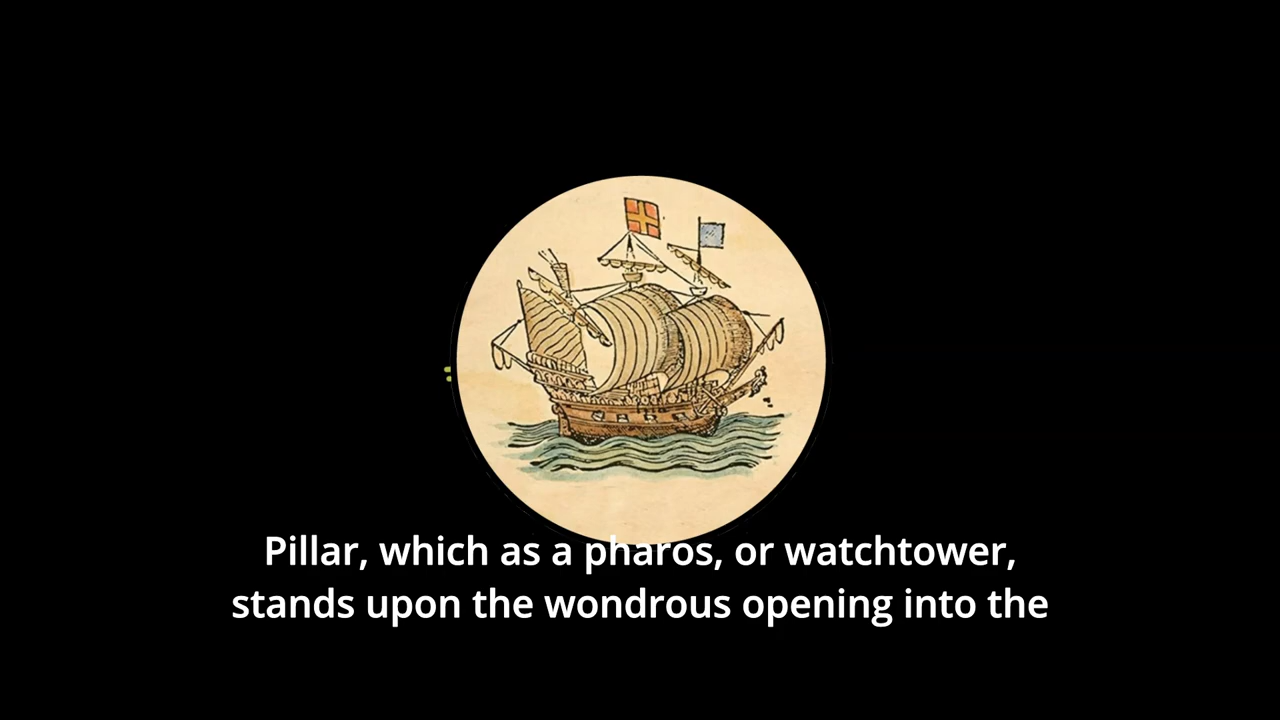 Pillar, which as a pharos, or watchtower,
stands upon the wondrous opening into the